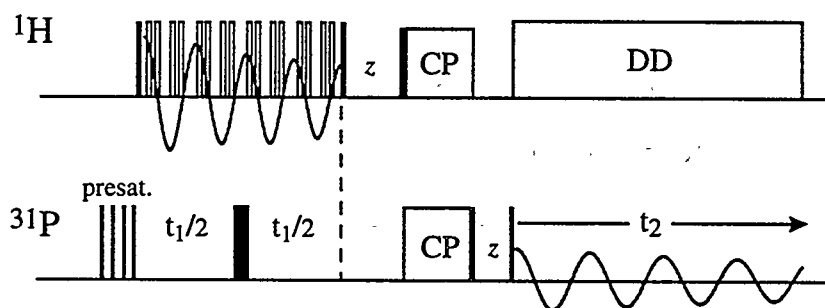 ¹H
z
CP
DD
presat.
³¹P
t₁/2
t₁/2
CP
z
t₂